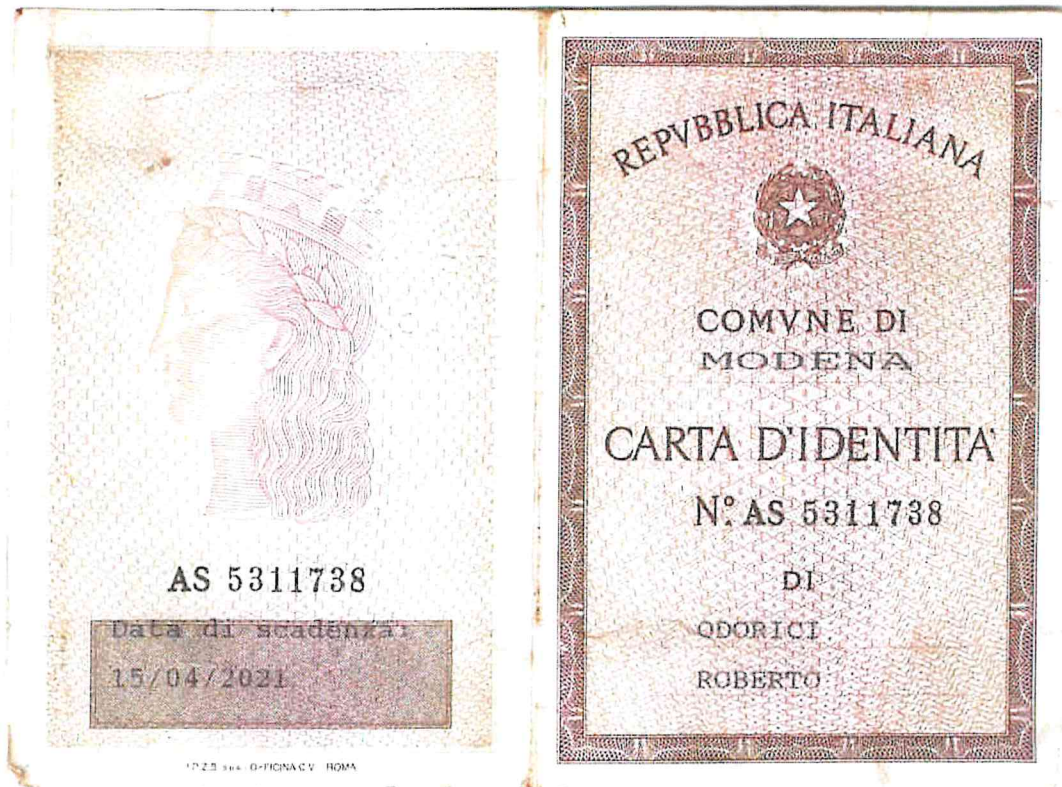 AS 5311738
Data di scadenza:
15/04/2021
REPVBBLICA ITALIANA
COMVNE DI
MODENA
CARTA D'IDENTITA'
N.º AS 5311738
DI
ODORICI
ROBERTO